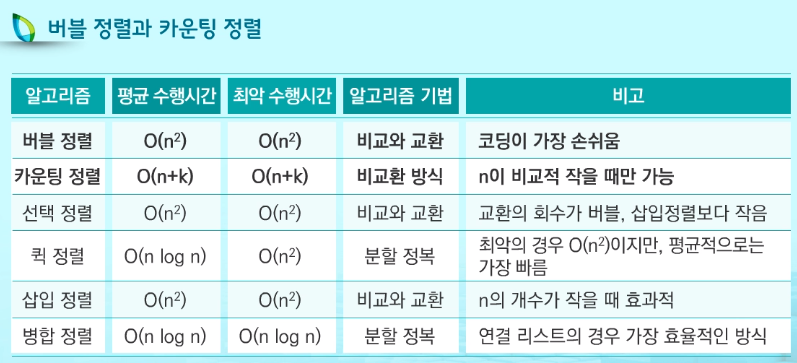 버블 정렬과 카운팅 정렬
알고리즘 평균 수행시간 최악 수행시간 알고리즘 기법 비고
버블 정렬 O(n²) O(n²) 비교와 교환 코딩이 가장 손쉬움
카운팅 정렬 O(n+k) O(n+k) 비교환 방식 n이 비교적 작을 때만 가능
선택 정렬 O(n²) O(n²) 비교와 교환 교환의 회수가 버블, 삽입정렬보다 작음
퀵 정렬 O(n log n) O(n²) 분할 정복 최악의 경우 O(n²)이지만, 평균적으로는
가장 빠름
삽입 정렬 O(n²) O(n²) 비교와 교환 n의 개수가 작을 때 효과적
병합 정렬 O(n log n) O(n log n) 분할 정복 연결 리스트의 경우 가장 효율적인 방식